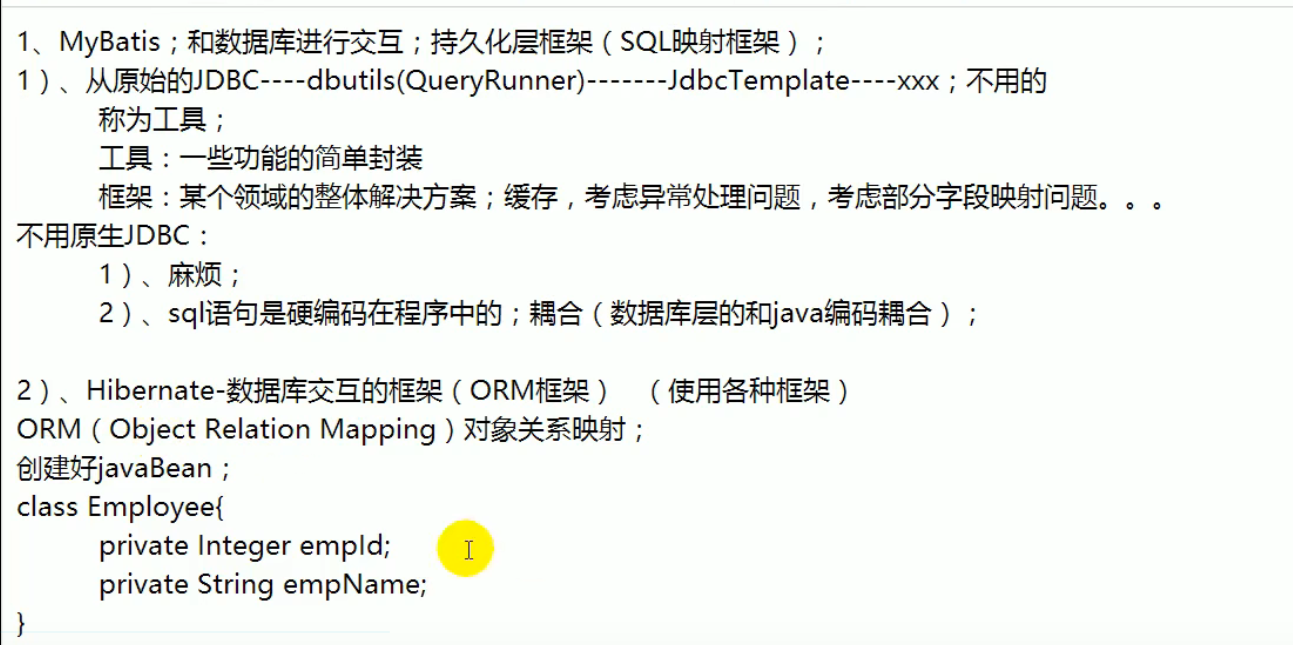 1、MyBatis；和数据库进行交互；持久化层框架（SQL映射框架）；
1）、从原始的JDBC----dbutils(QueryRunner)-------JdbcTemplate----xxx；不用的
称为工具；
工具：一些功能的简单封装
框架：某个领域的整体解决方案；缓存，考虑异常处理问题，考虑部分字段映射问题。。。
不用原生JDBC：
1）、麻烦；
2）、sql语句是硬编码在程序中的；耦合（数据库层的和java编码耦合）；
2）、Hibernate-数据库交互的框架（ORM框架） （使用各种框架）
ORM（Object Relation Mapping）对象关系映射；
创建好javaBean；
class Employee{
private Integer empId;
private String empName;
}